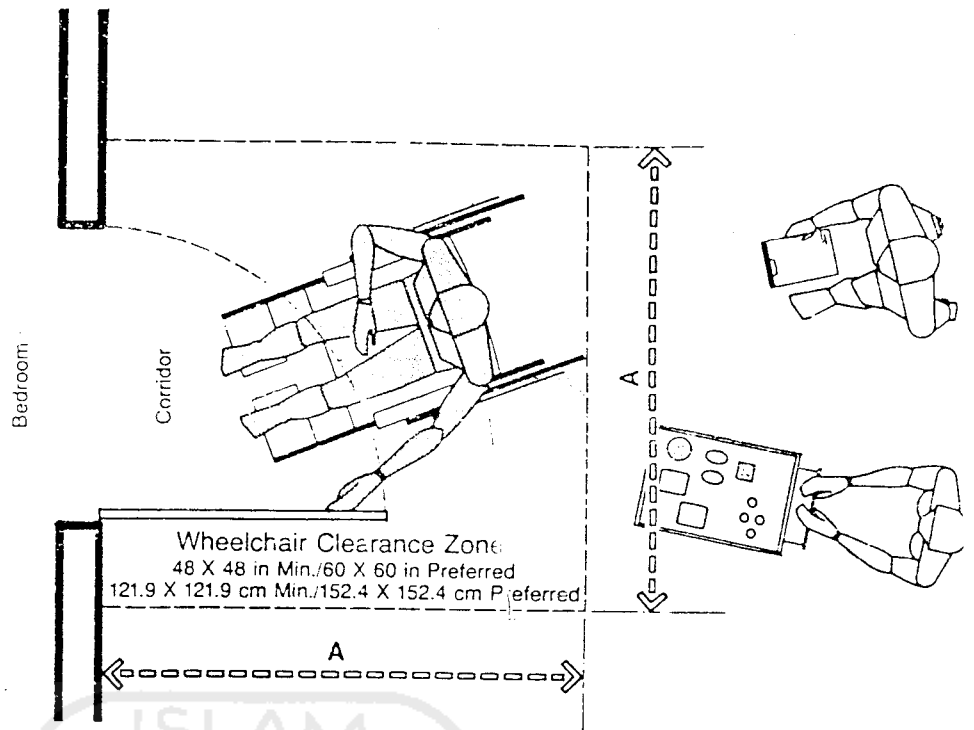 Bedroom
Corridor
A
Wheelchair Clearance Zone
48 X 48 in Min./60 X 60 in Preferred
121.9 X 121.9 cm Min./152.4 X 152.4 cm Preferred
A
ISLAM